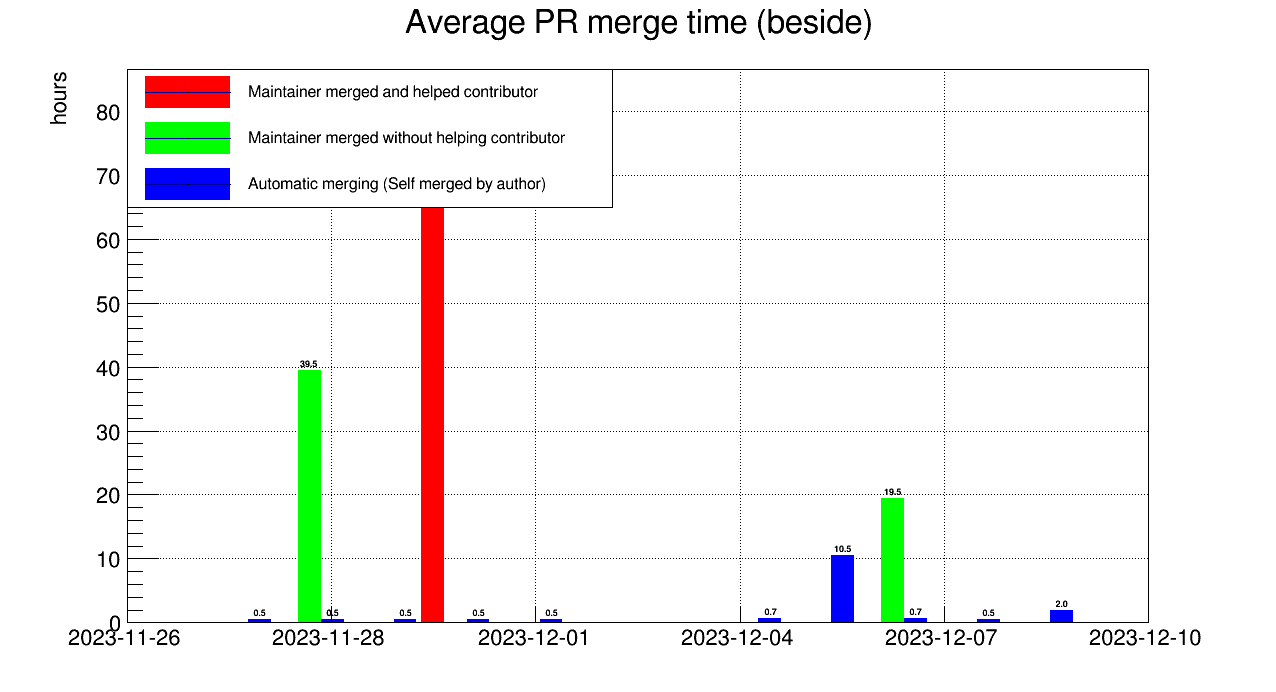 Average PR merge time (beside)
hours
Maintainer merged and helped contributor
Maintainer merged without helping contributor
Automatic merging (Self merged by author)
80
70
60
50
40
30
20
10
0
39.5
19.5
10.5
0.5 0.5 0.5 0.5 0.5 0.7 0.7 0.5 2.0
2023-11-26 2023-11-28 2023-12-01 2023-12-04 2023-12-07 2023-12-10